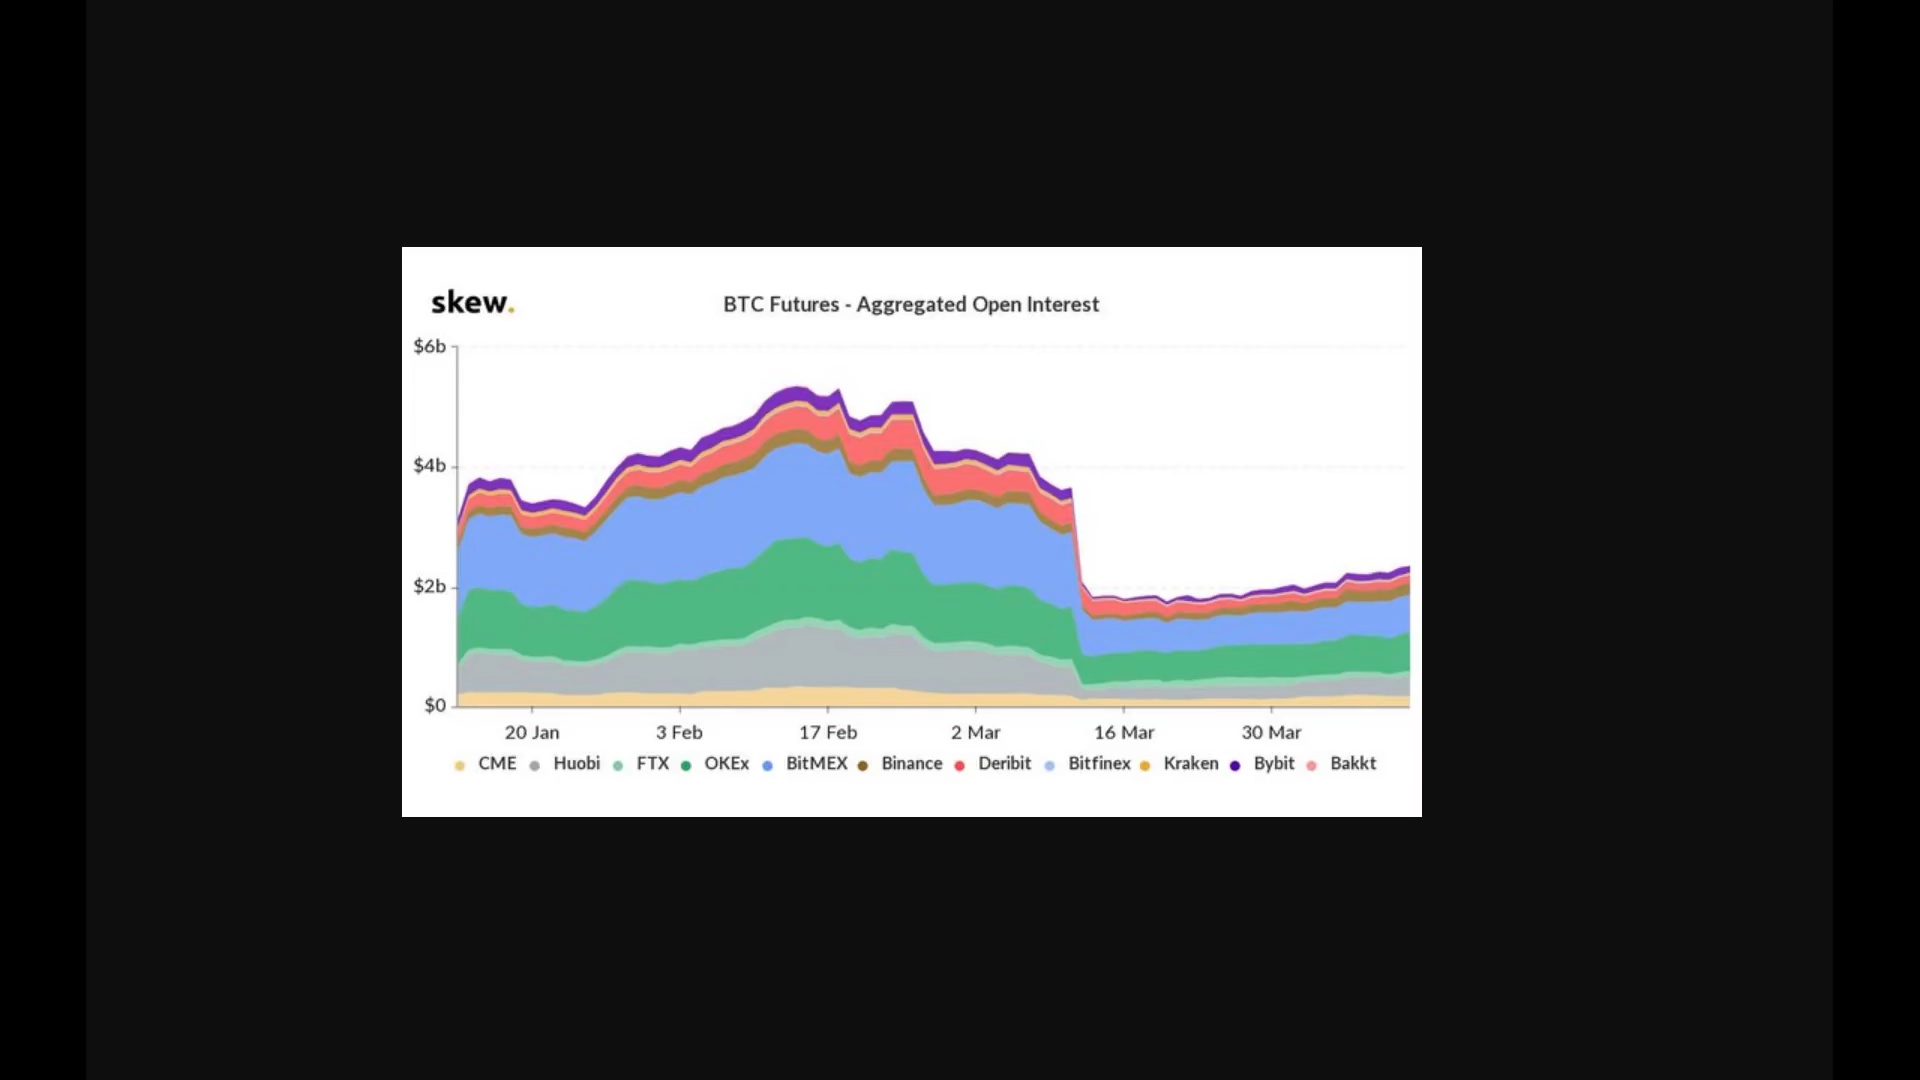 skew.
BTC Futures - Aggregated Open Interest
$6b
$4b
$2b
$0
20 Jan 3 Feb 17 Feb 2 Mar 16 Mar 30 Mar
CME Huobi FTX OKEx BitMEX Binance Deribit Bitfinex Kraken Bybit Bakkt